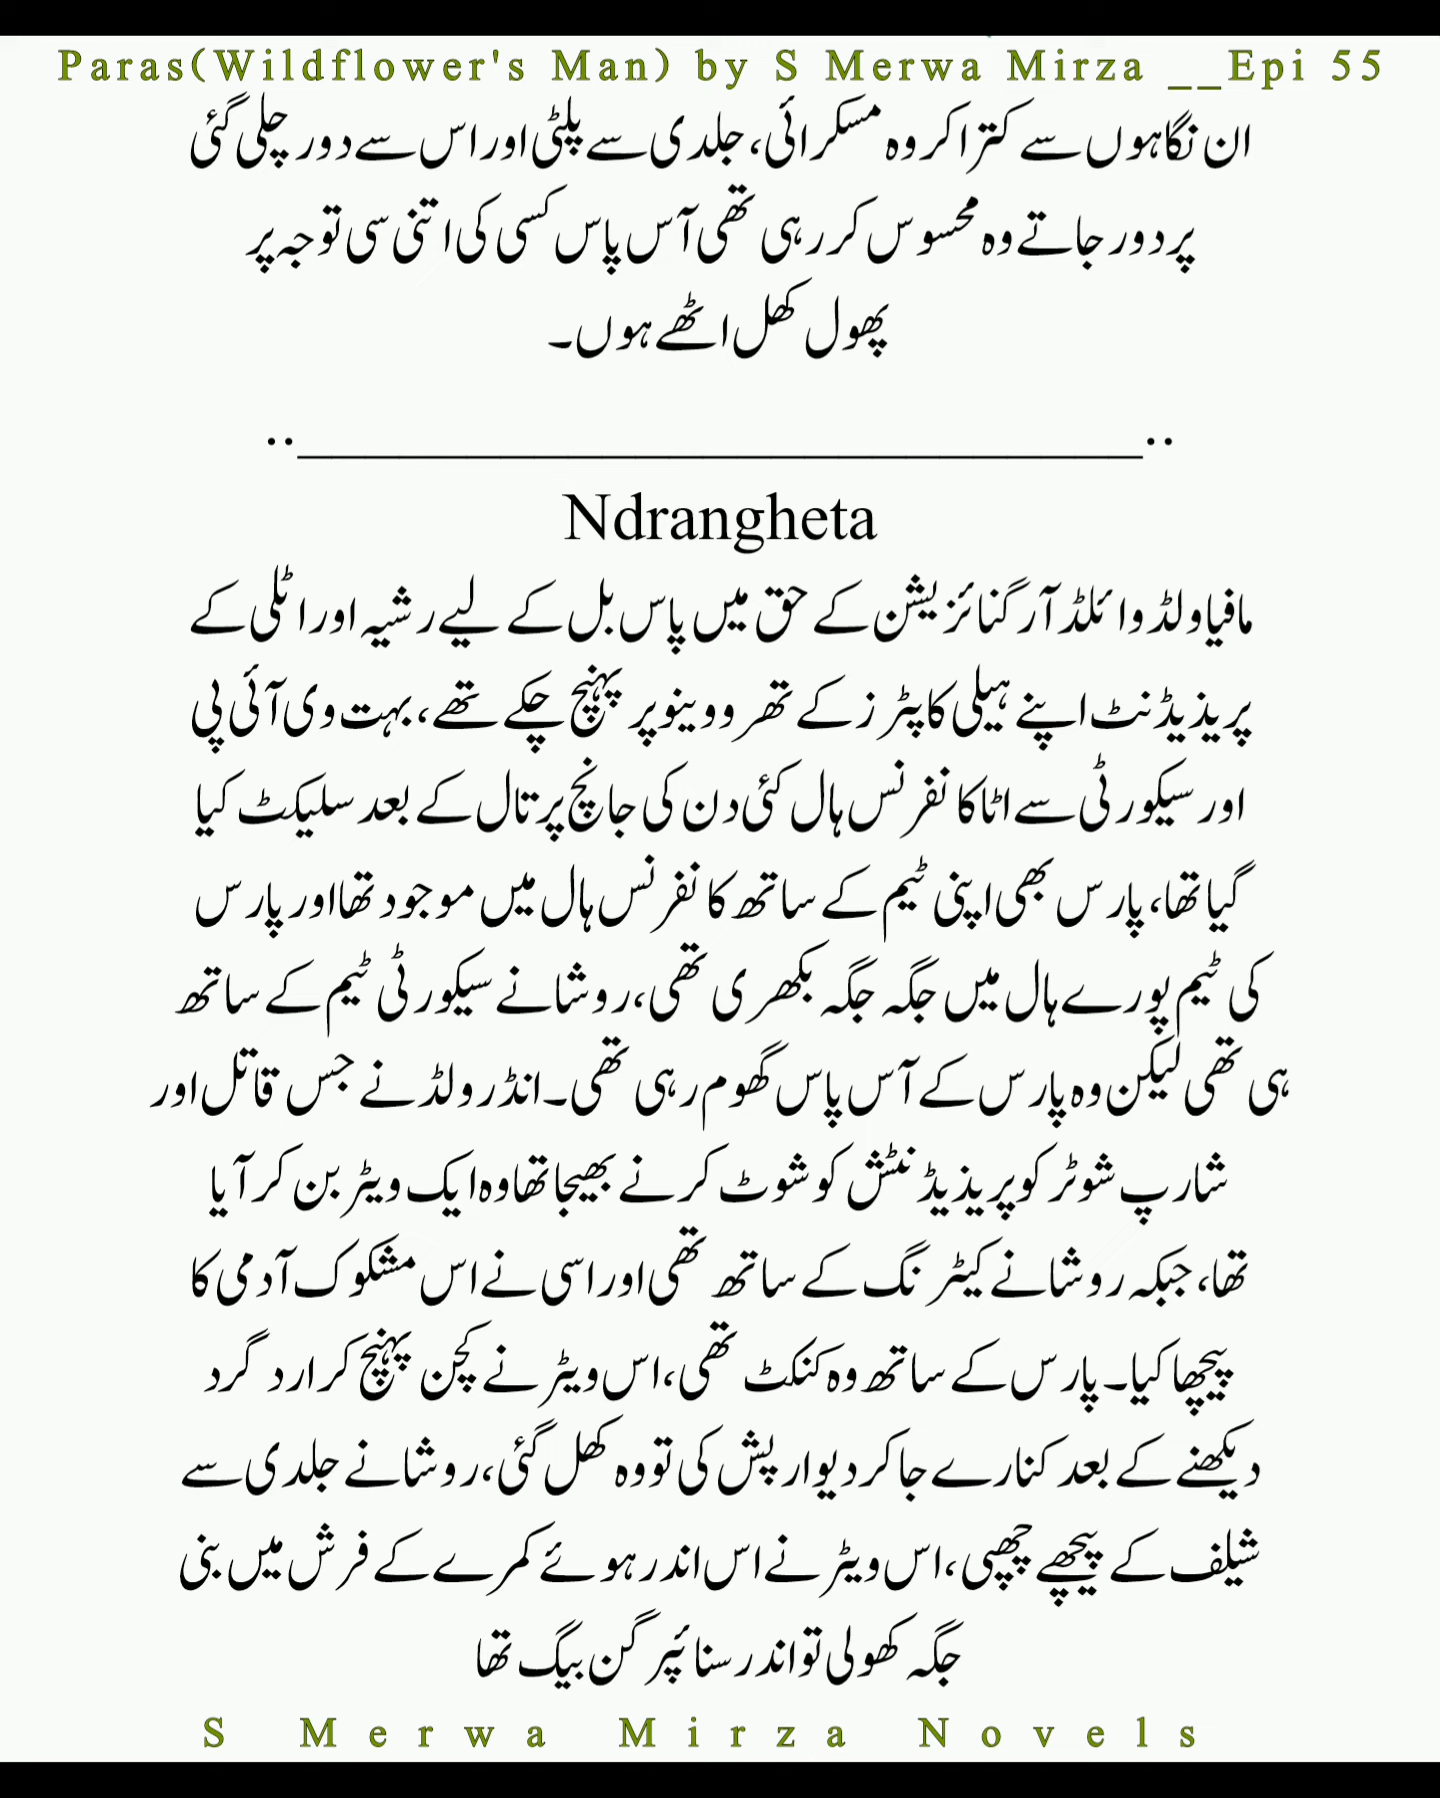 Paras(Wildflower's Man) by S Merwa Mirza __Epi 55
ان نگاہوں سے کترا کر وہ مسکرائی، جلدی سے پلٹی اور اس سے دور چلی گئی
پر دور جاتے وہ محسوس کر رہی تھی آس پاس کسی کی اتنی سی توجہ پر
پھول کھل اٹھے ہوں۔
..______________________________..
Ndrangheta
مافیا ولڈ وائلڈ آرگنائزیشن کے حق میں پاس بل کے لیے رشیہ اور اٹلی کے
پریذیڈنٹ اپنے ہیلی کاپٹرز کے تھرو وینو پر پہنچ چکے تھے، بہت وی آئی پی
اور سیکورٹی سے اٹا کانفرنس ہال کئی دن کی جانچ پرتال کے بعد سلیکٹ کیا
گیا تھا، پارس بھی اپنی ٹیم کے ساتھ کانفرنس ہال میں موجود تھا اور پارس
کی ٹیم پورے ہال میں جگہ جگہ بکھری تھی، روشانے سیکورٹی ٹیم کے ساتھ
ہی تھی لیکن وہ پارس کے آس پاس گھوم رہی تھی۔ انڈرولڈ نے جس قاتل اور
شارپ شوٹر کو پریذیڈنٹش کو شوٹ کرنے بھیجا تھا وہ ایک ویٹر بن کر آیا
تھا، جبکہ روشانے کیٹرنگ کے ساتھ تھی اور اسی نے اس مشکوک آدمی کا
پیچھا کیا۔ پارس کے ساتھ وہ کنکٹ تھی، اس ویٹر نے کچن پہنچ کر ارد گرد
دیکھنے کے بعد کنارے جا کر دیوار پش کی تو وہ کھل گئی، روشانے جلدی سے
شیلف کے پیچھے چھپی، اس ویٹر نے اس اندر ہوئے کمرے کے فرش میں بنی
جگہ کھولی تو اندر سنائپر گن بیگ تھا
S Merwa Mirza Novels